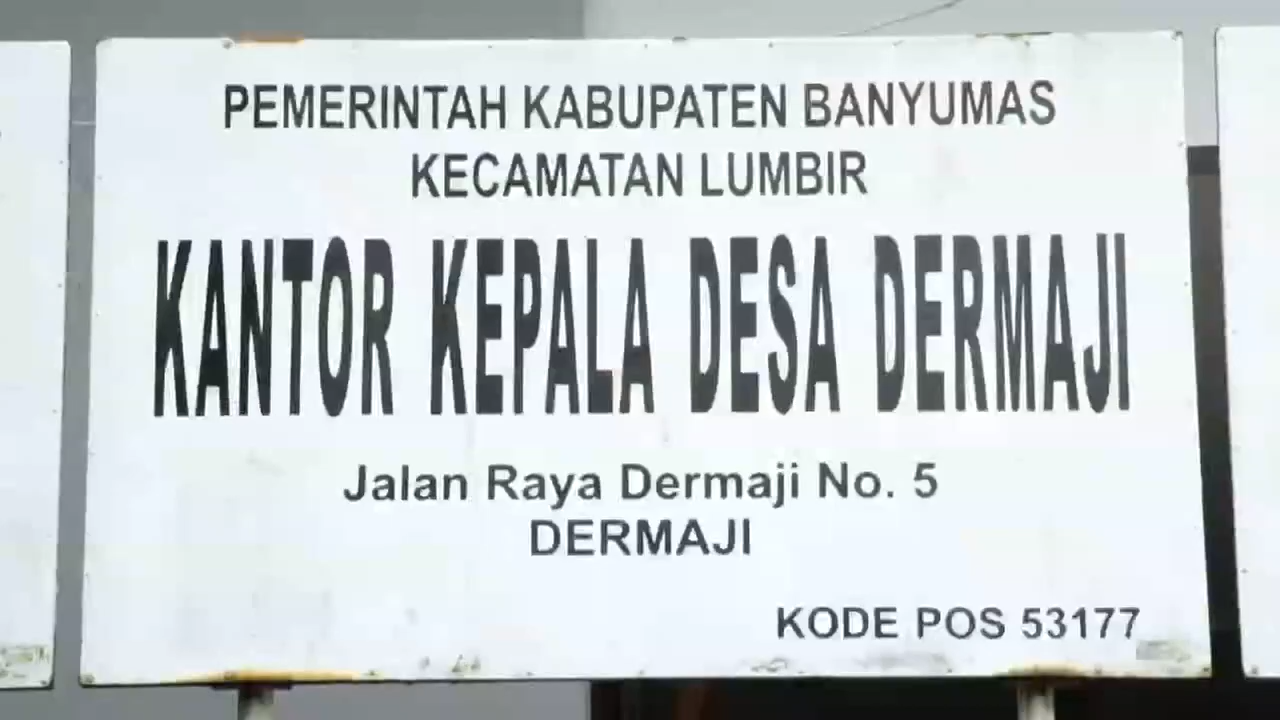 PEMERINTAH KABUPATEN BANYUMAS
KECAMATAN LUMBIR
KANTOR KEPALA DESA DERMAJI
Jalan Raya Dermaji No. 5
DERMAJI
KODE POS 53177